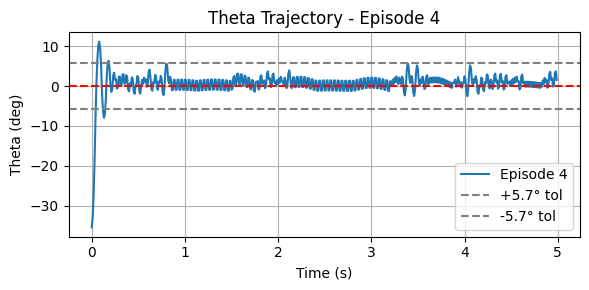 Theta Trajectory - Episode 4
Theta (deg)
10
0
−10
−20
−30
Episode 4
+5.7° tol
-5.7° tol
0
1
2
3
4
5
Time (s)